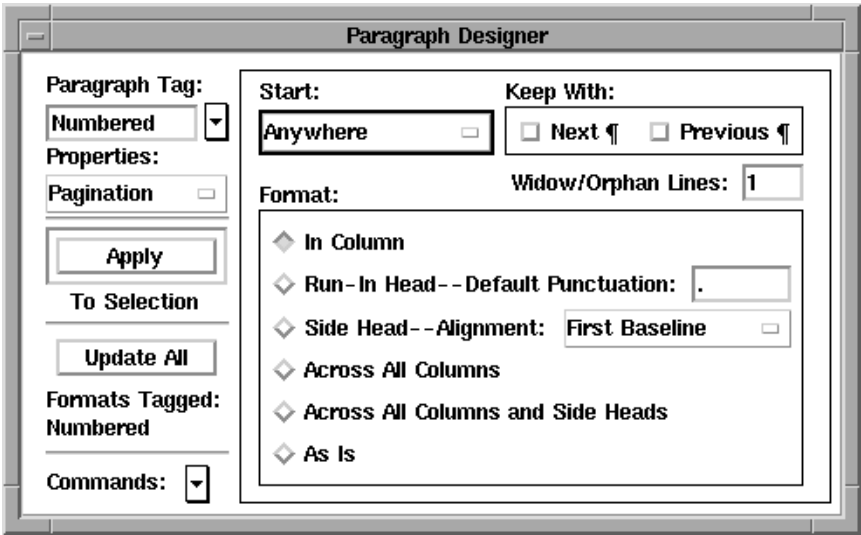 Paragraph Designer
Paragraph Tag:
Numbered
Properties:
Pagination
Apply
To Selection
Update All
Formats Tagged:
Numbered
Commands:
Start:
Anywhere
Keep With:
Next ¶ Previous ¶
Widow/Orphan Lines: 1
Format:
In Column
Run-In Head--Default Punctuation: .
Side Head--Alignment: First Baseline
Across All Columns
Across All Columns and Side Heads
As Is